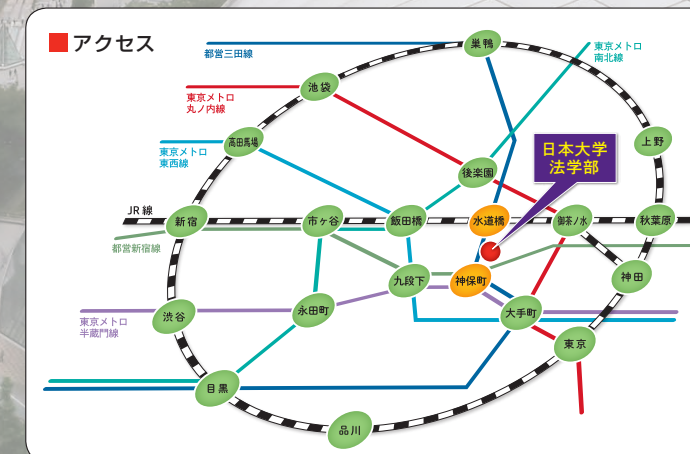 アクセス
都営三田線
巣鴨
東京メトロ
南北線
池袋
東京メトロ
丸ノ内線
高田馬場
上野
東京メトロ
東西線
日本大学
法学部
後楽園
JR線
新宿
市ヶ谷
飯田橋
水道橋
御茶ノ水
秋葉原
都営新宿線
九段下
神保町
神田
渋谷
永田町
大手町
東京メトロ
半蔵門線
東京
目黒
品川